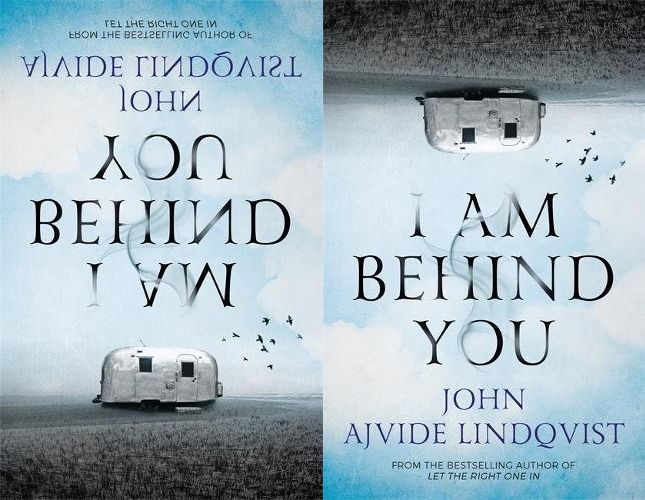 LET THE RIGHT ONE IN
FROM THE BESTSELLING AUTHOR OF
AJVIDE LINDQVIST
JOHN
YOU
BEHIND
I AM
I AM
BEHIND
YOU
JOHN
AJVIDE LINDQVIST
FROM THE BESTSELLING AUTHOR OF
LET THE RIGHT ONE IN